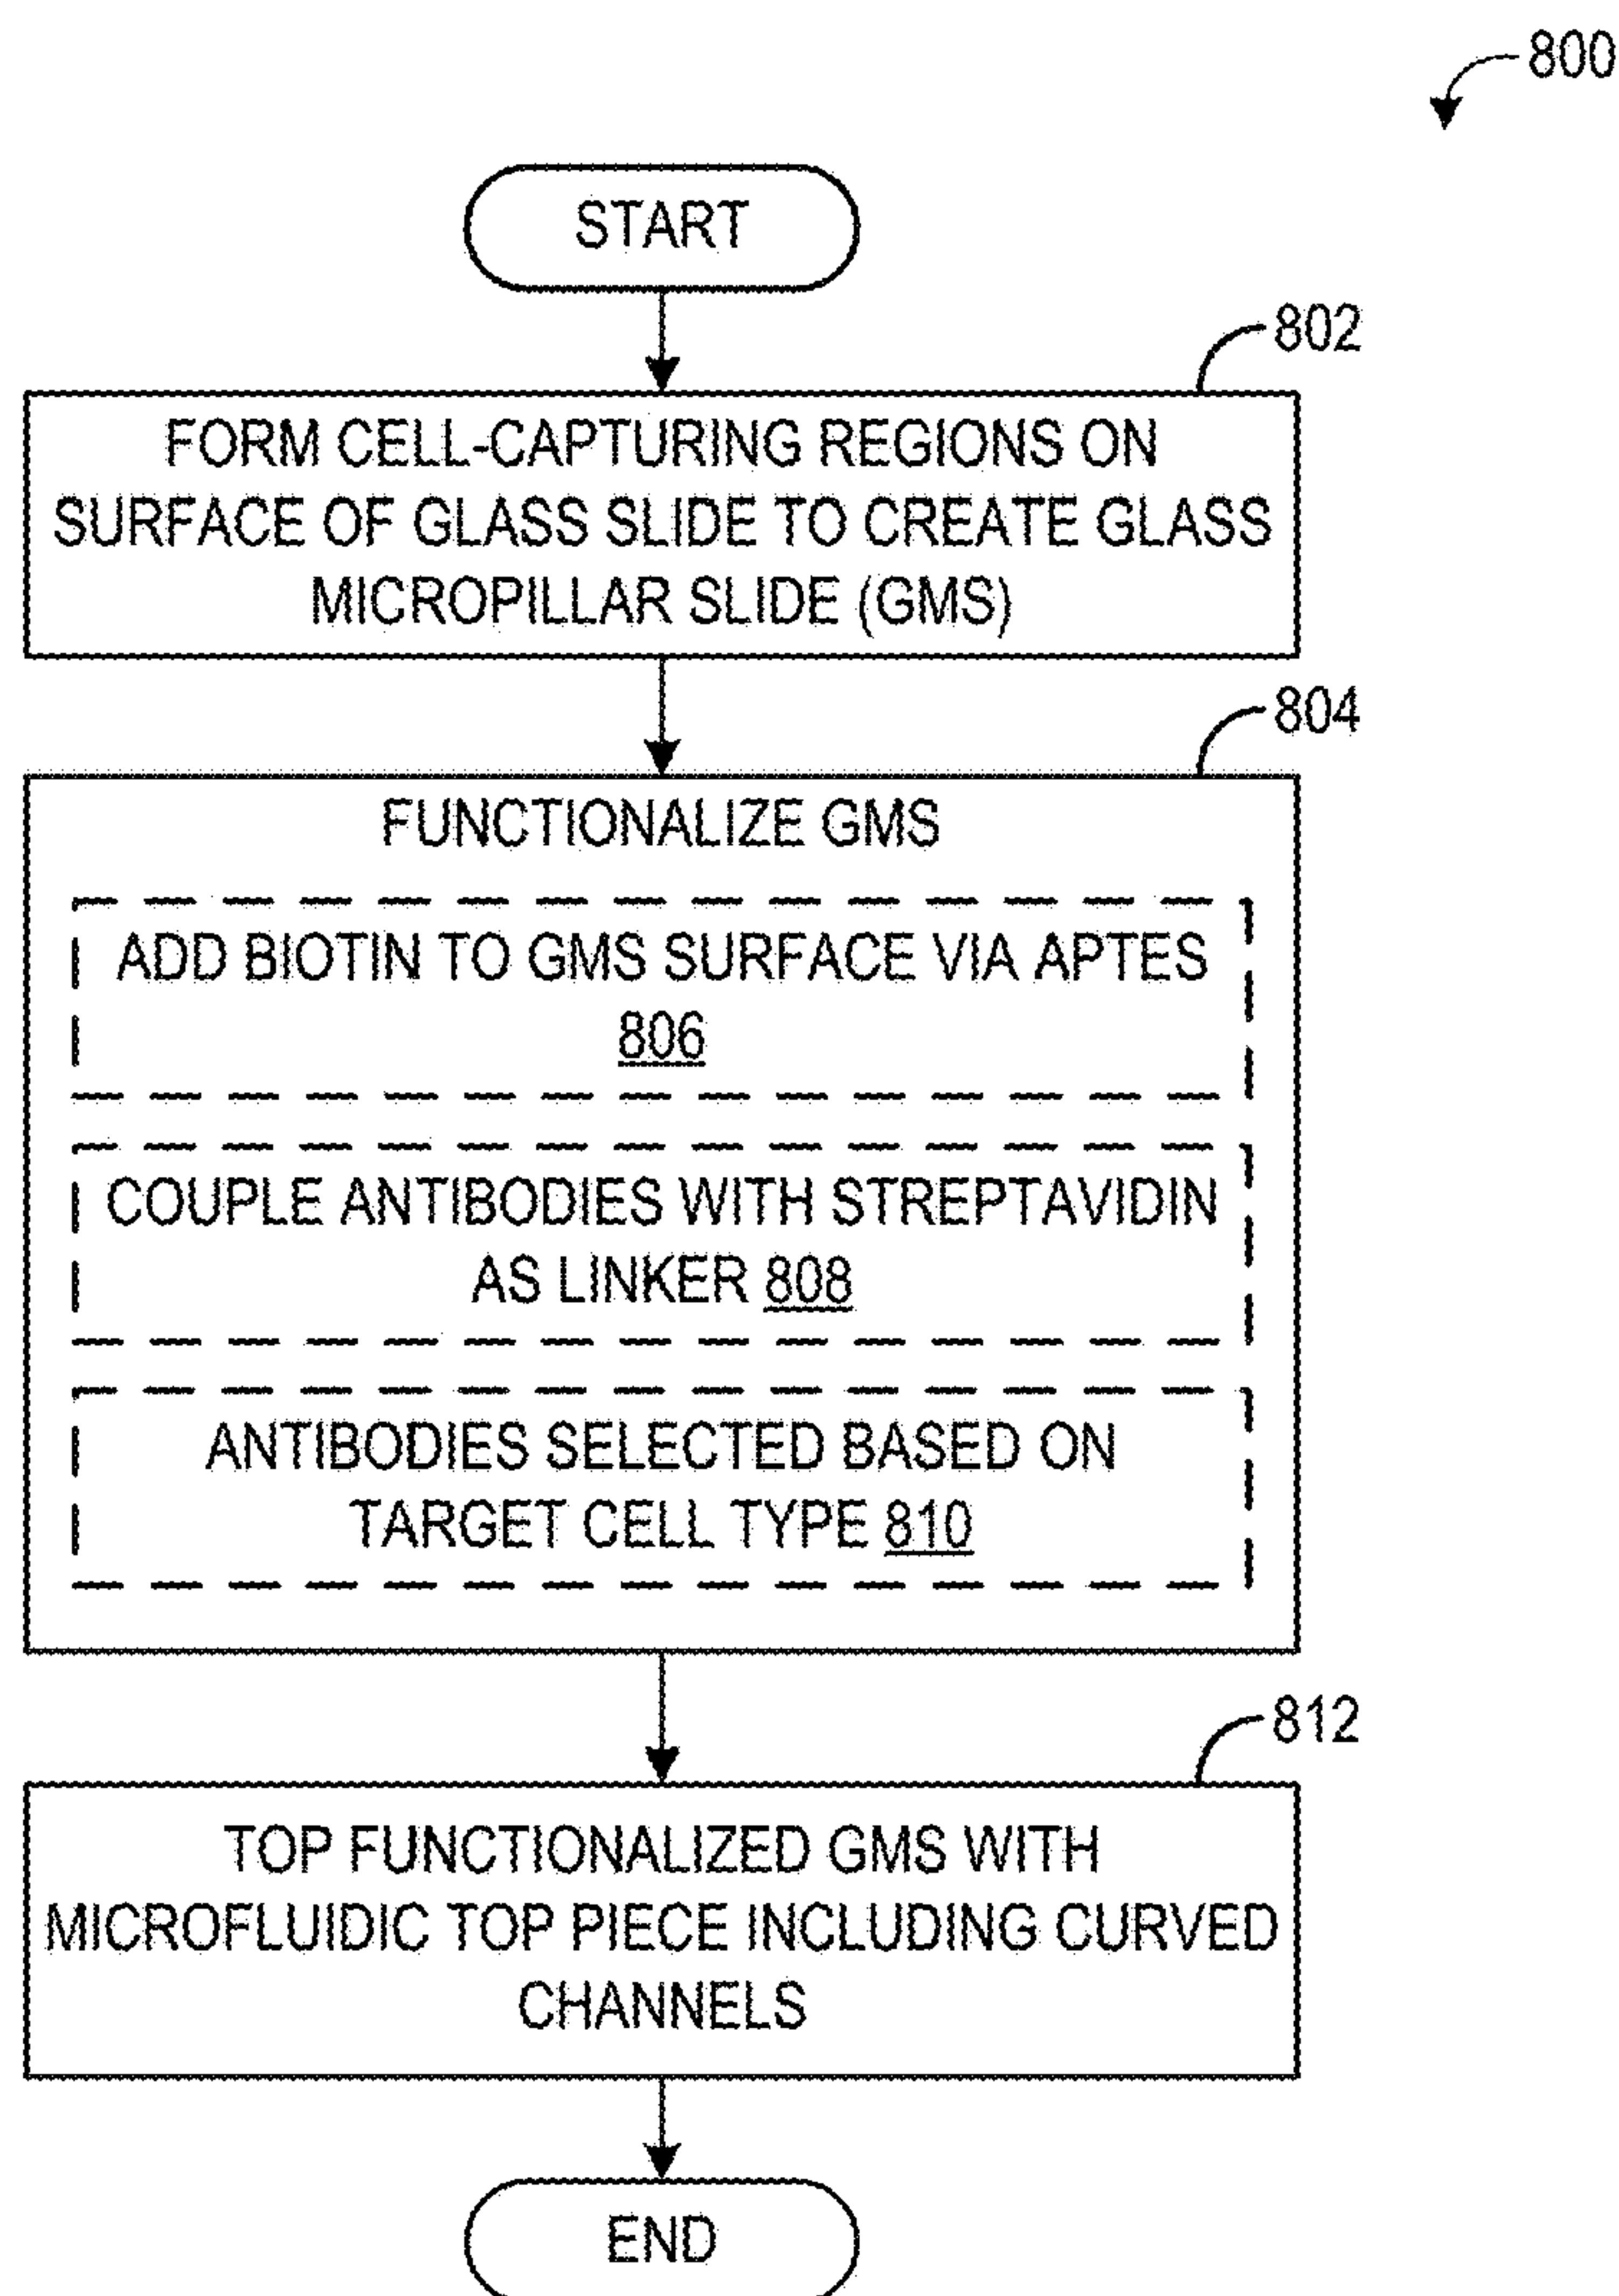 800
START
802
FORM CELL-CAPTURING REGIONS ON
SURFACE OF GLASS SLIDE TO CREATE GLASS
MICROPILLAR SLIDE (GMS)
804
FUNCTIONALIZE GMS
ADD BIOTIN TO GMS SURFACE VIA APTES
806
COUPLE ANTIBODIES WITH STREPTAVIDIN
AS LINKER 808
ANTIBODIES SELECTED BASED ON
TARGET CELL TYPE 810
812
TOP FUNCTIONALIZED GMS WITH
MICROFLUIDIC TOP PIECE INCLUDING CURVED
CHANNELS
END